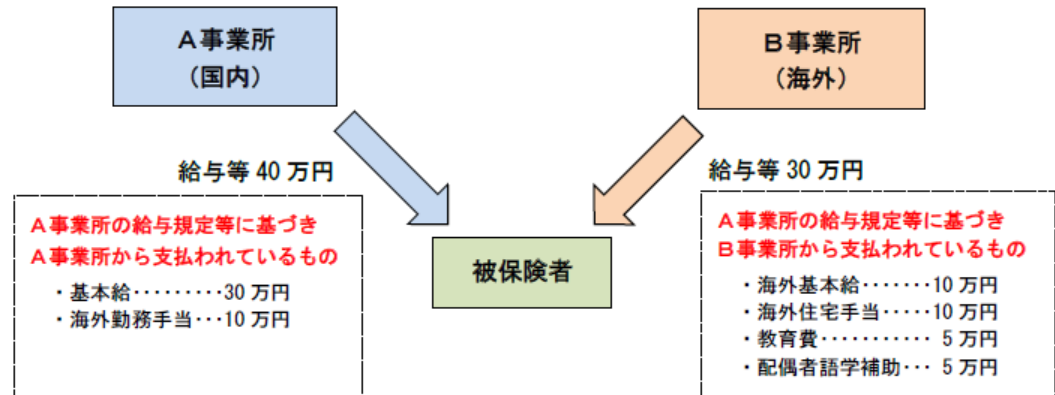 A事業所
(国内)
B事業所
(海外)
給与等 40 万円
給与等 30 万円
A事業所の給与規定等に基づき
A事業所から支払われているもの
・基本給・・・・・・・・・30 万円
・海外勤務手当・・・10 万円
被保険者
A事業所の給与規定等に基づき
B事業所から支払われているもの
・海外基本給・・・・・・・10 万円
・海外住宅手当・・・・・10 万円
・教育費・・・・・・・・・・・ 5 万円
・配偶者語学補助・・・ 5 万円